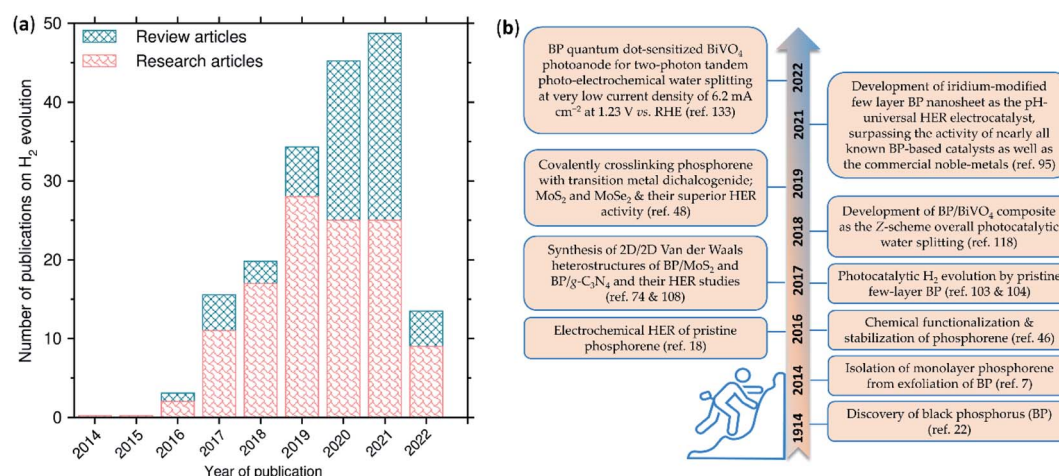 (a)
50
40
30
20
10
0
Number of publications on H₂ evolution
Review articles
Research articles
2014
2015
2016
2017
2018
2019
2020
2021
2022
Year of publication
(b)
BP quantum dot-sensitized BiVO₄
photoanode for two-photon tandem
photo-electrochemical water splitting
at very low current density of 6.2 mA
cm⁻² at 1.23 V vs. RHE (ref. 133)
Covalently crosslinking phosphorene
with transition metal dichalcogenide;
MoS₂ and MoSe₂ & their superior HER
activity (ref. 48)
Synthesis of 2D/2D Van der Waals
heterostructures of BP/MoS₂ and
BP/g-C₃N₄ and their HER studies
(ref. 74 & 108)
Electrochemical HER of pristine
phosphorene (ref. 18)
2022
2021
2019
2018
2017
2016
2014
1914
Development of iridium-modified
few layer BP nanosheet as the pH-
universal HER electrocatalyst,
surpassing the activity of nearly all
known BP-based catalysts as well as
the commercial noble-metals (ref. 95)
Development of BP/BiVO₄ composite
as the Z-scheme overall photocatalytic
water splitting (ref. 118)
Photocatalytic H₂ evolution by pristine
few-layer BP (ref. 103 & 104)
Chemical functionalization &
stabilization of phosphorene (ref. 46)
Isolation of monolayer phosphorene
from exfoliation of BP (ref. 7)
Discovery of black phosphorus (BP)
(ref. 22)